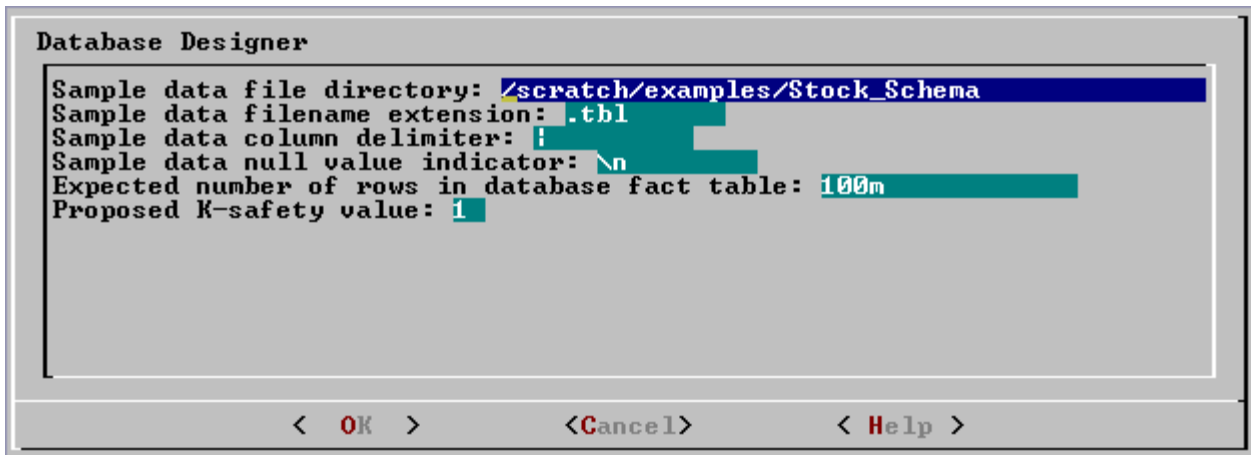 Database Designer
Sample data file directory: /scratch/examples/Stock_Schema
Sample data filename extension: .tbl
Sample data column delimiter: |
Sample data null value indicator: \n
Expected number of rows in database fact table: 100m
Proposed K-safety value: 1
< OK > <Cancel> < Help >